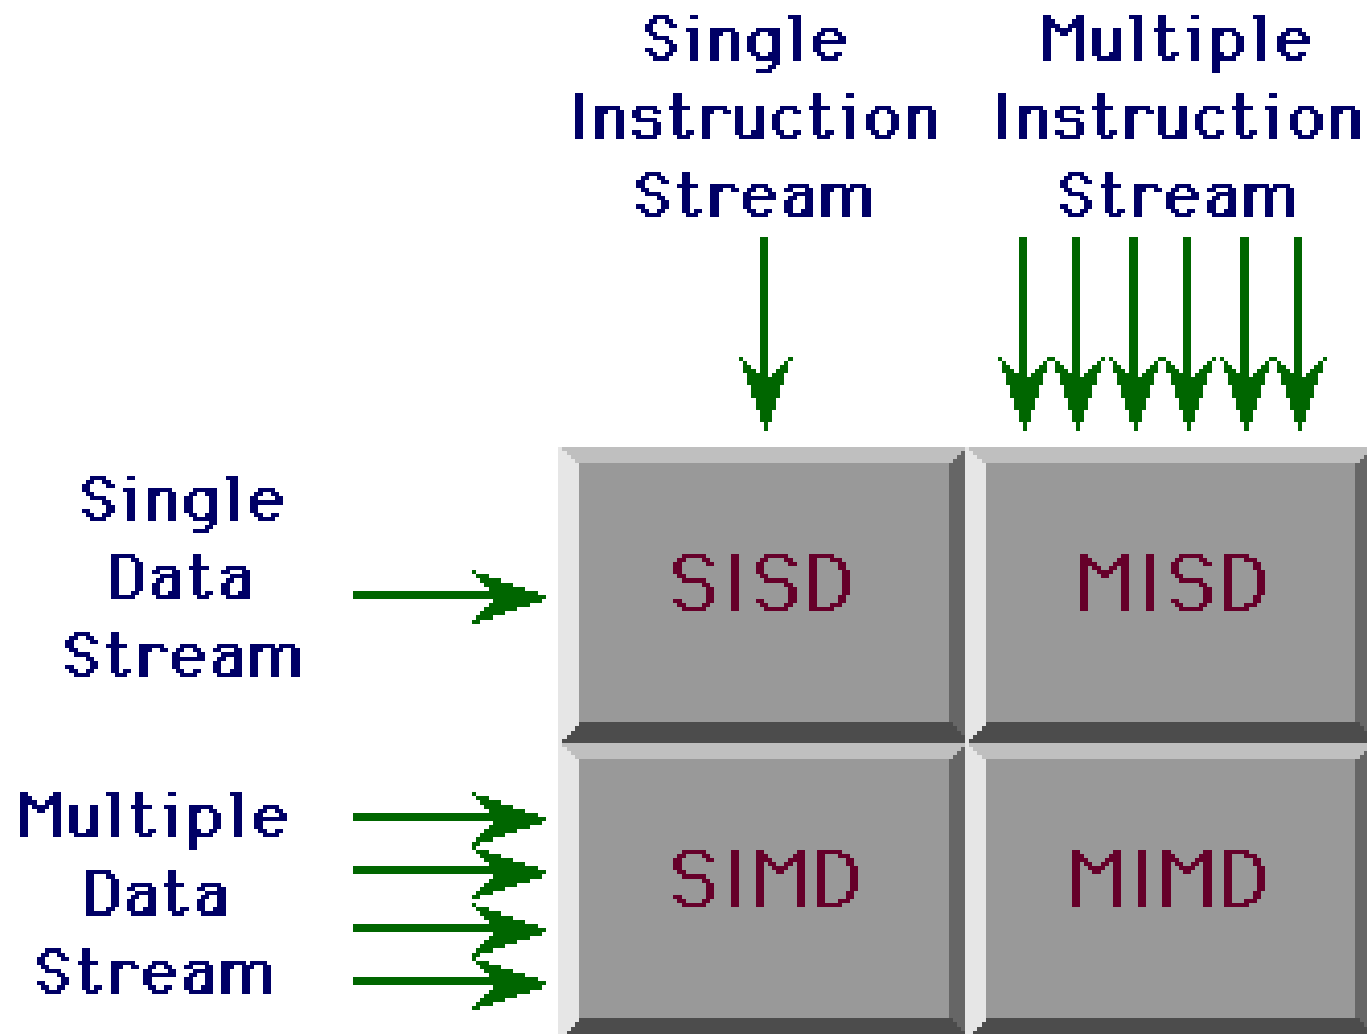 Single
Instruction
Stream
Multiple
Instruction
Stream
Single
Data
Stream
SISD
MISD
Multiple
Data
Stream
SIMD
MIMD